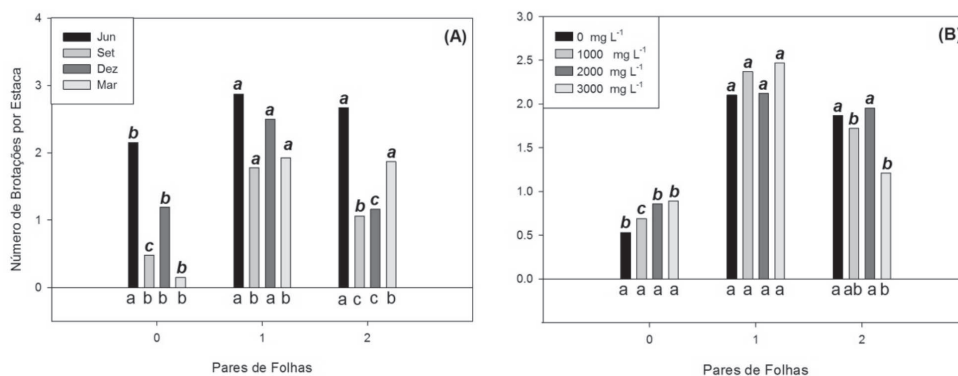 4
3
2
1
0
Número de Brotações por Estaca
Jun
Set
Dez
Mar
(A)
b
c
b
b
a
a
a
a
a
b
c
a
a b b b
a b a b
a c c b
0
1
2
Pares de Folhas
3.0
2.5
2.0
1.5
1.0
0.5
0.0
0 mg L⁻¹
1000 mg L⁻¹
2000 mg L⁻¹
3000 mg L⁻¹
(B)
b
c
b
b
a
a
a
a
a
b
a
b
a a a a
a a a a
a ab a b
0
1
2
Pares de Folhas